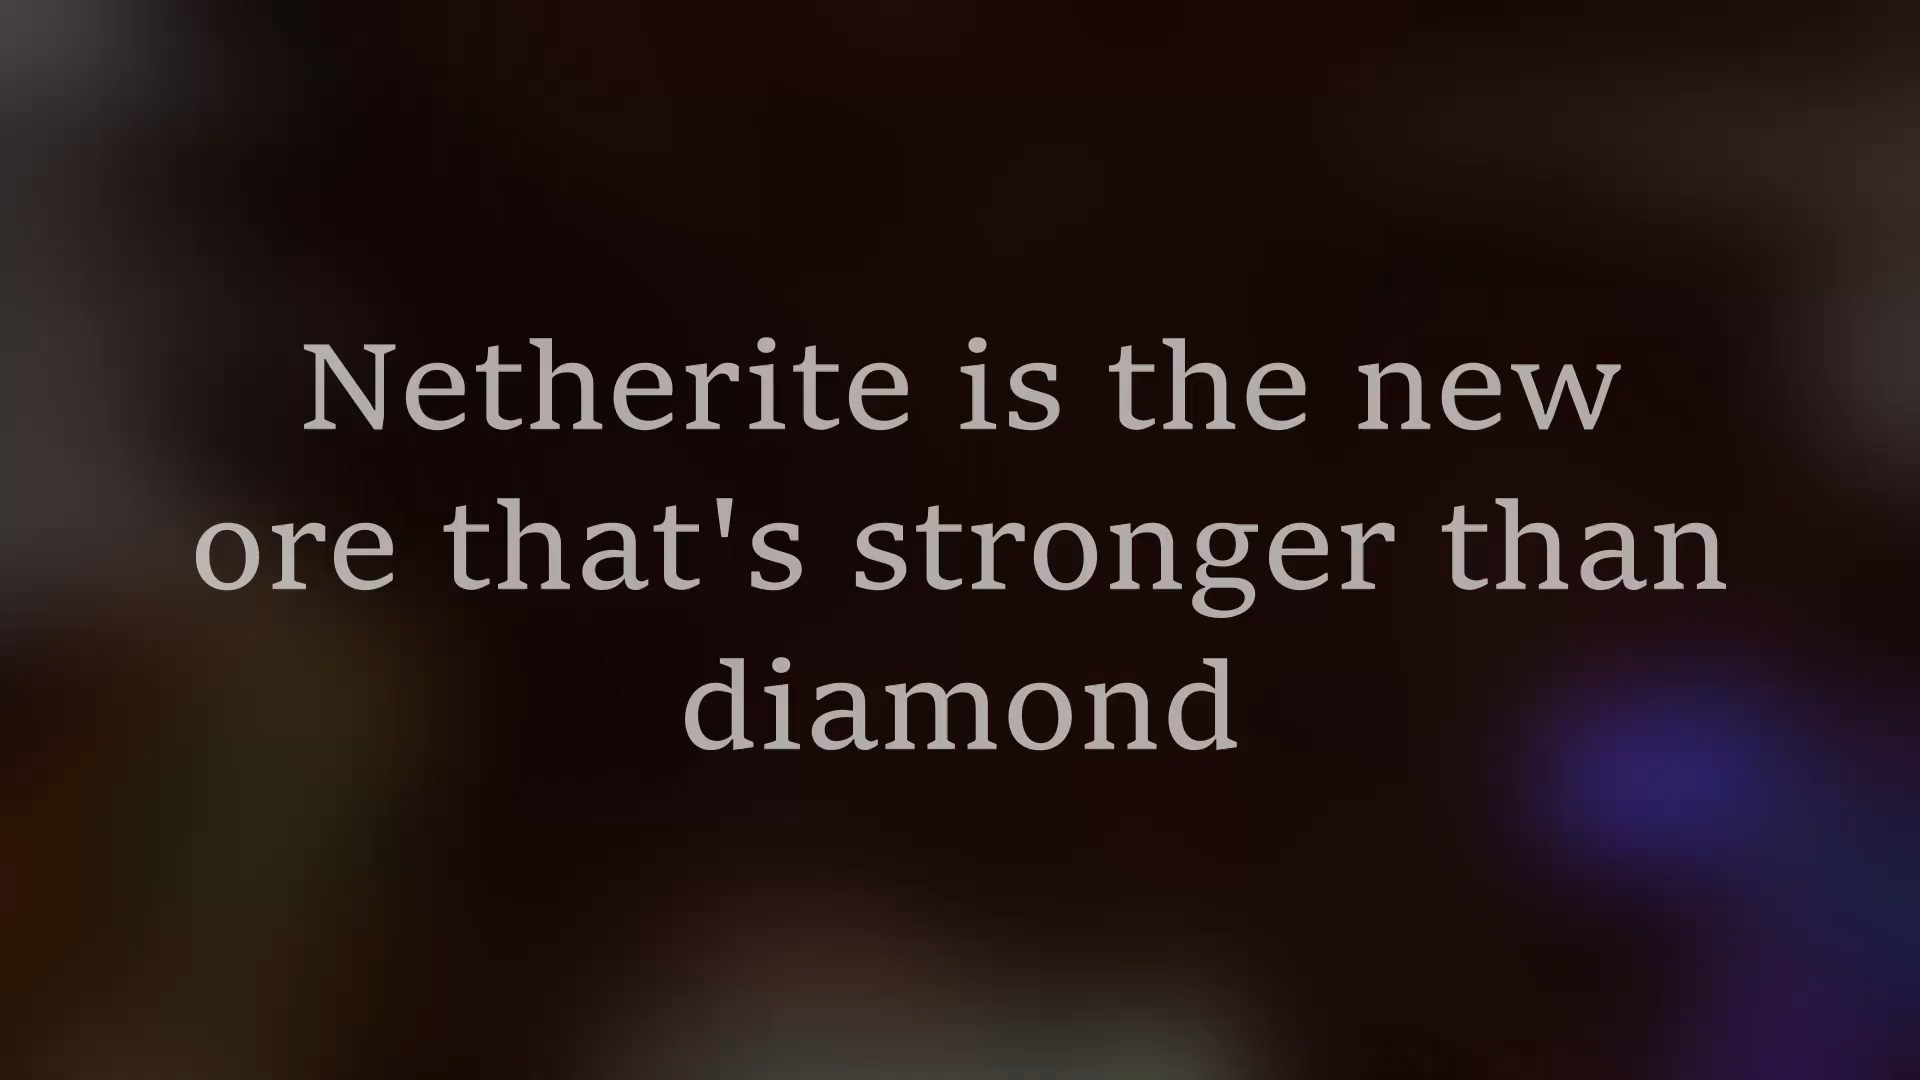 Netherite is the new
ore that's stronger than
diamond